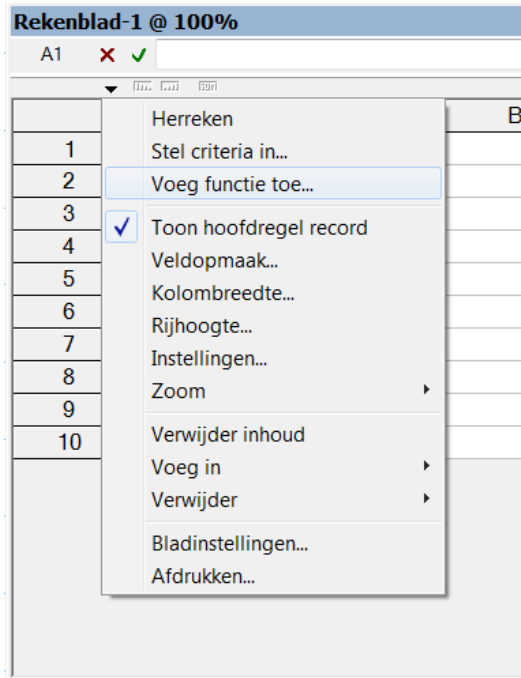 Rekenblad-1 @ 100%
A1
B
Herreken
1
Stel criteria in...
2
Voeg functie toe...
3
Toon hoofdregel record
4
Veldopmaak...
5
Kolombreedte...
6
Rijhoogte...
7
Instellingen...
8
Zoom
9
Verwijder inhoud
10
Voeg in
Verwijder
Bladinstellingen...
Afdrukken...